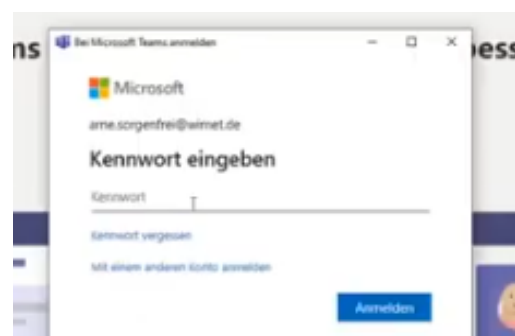 ns
Bei Microsoft Teams anmelden
bess
Microsoft
arne.sorgenfrei@wimet.de
Kennwort eingeben
Kennwort
Kennwort vergessen
Mit einem anderen Konto anmelden
Anmelden